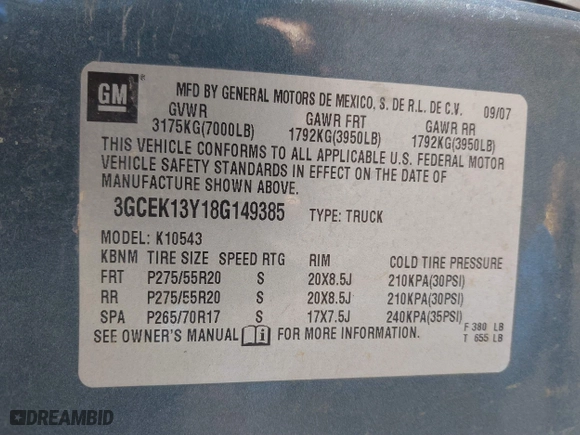 GM
MFD BY GENERAL MOTORS DE MEXICO, S. DE R.L. DE C.V. 09/07
GVWR GAWR FRT GAWR RR
3175KG(7000LB) 1792KG(3950LB) 1792KG(3950LB)
THIS VEHICLE CONFORMS TO ALL APPLICABLE U.S. FEDERAL MOTOR
VEHICLE SAFETY STANDARDS IN EFFECT ON THE DATE OF
MANUFACTURE SHOWN ABOVE.
3GCEK13Y18G149385 TYPE: TRUCK
MODEL: K10543
KBNM TIRE SIZE SPEED RTG RIM COLD TIRE PRESSURE
FRT P275/55R20 S 20X8.5J 210KPA(30PSI)
RR P275/55R20 S 20X8.5J 210KPA(30PSI)
SPA P265/70R17 S 17X7.5J 240KPA(35PSI)
SEE OWNER'S MANUAL FOR MORE INFORMATION. F 380 LB
T 655 LB
DREAMBID